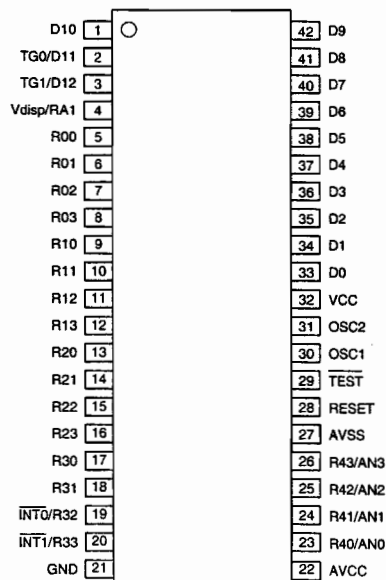 D10 1 42 D9
TG0/D11 2 41 D8
TG1/D12 3 40 D7
Vdisp/RA1 4 39 D6
R00 5 38 D5
R01 6 37 D4
R02 7 36 D3
R03 8 35 D2
R10 9 34 D1
R11 10 33 D0
R12 11 32 VCC
R13 12 31 OSC2
R20 13 30 OSC1
R21 14 29 T̅E̅S̅T̅
R22 15 28 RESET
R23 16 27 AVSS
R30 17 26 R43/AN3
R31 18 25 R42/AN2
I̅N̅T̅0̅/R32 19 24 R41/AN1
I̅N̅T̅1̅/R33 20 23 R40/AN0
GND 21 22 AVCC